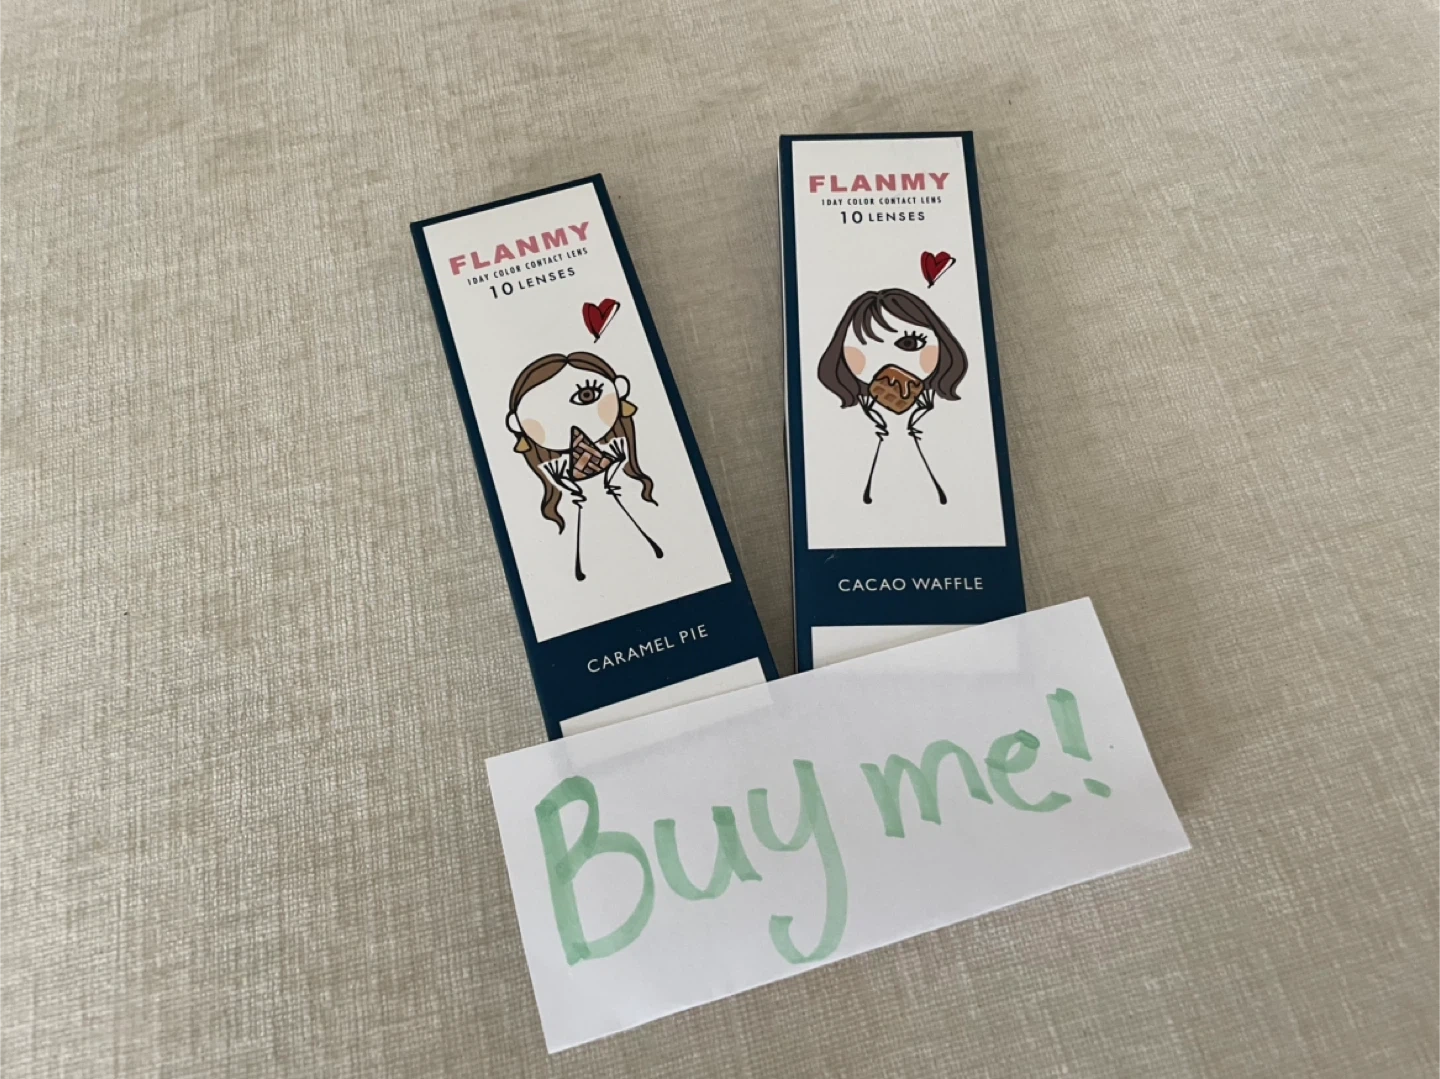 FLANMY
1DAY COLOR CONTACT LENS
10 LENSES
CARAMEL PIE
FLANMY
1DAY COLOR CONTACT LENS
10 LENSES
CACAO WAFFLE
Buy me!